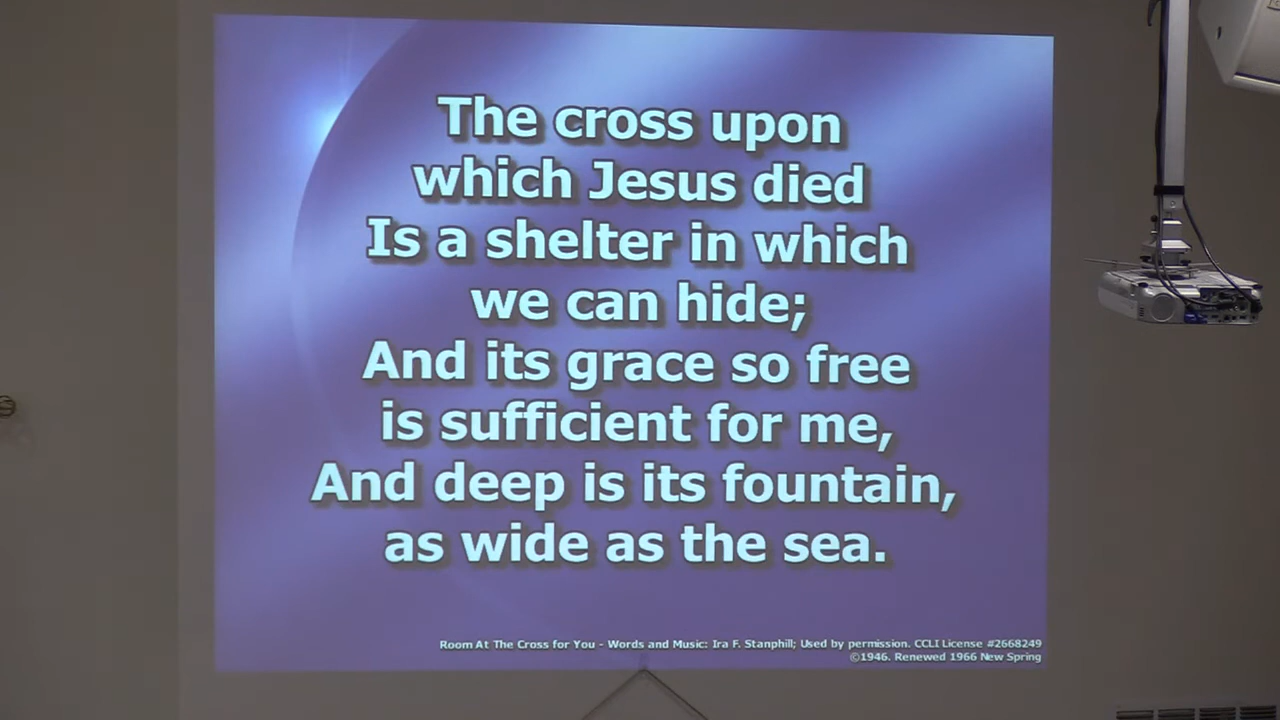 The cross upon
which Jesus died
Is a shelter in which
we can hide;
And its grace so free
is sufficient for me,
And deep is its fountain,
as wide as the sea.
Room At The Cross for You - Words and Music: Ira F. Stanphill; Used by permission. CCLI License #2668249
©1946. Renewed 1966 New Spring